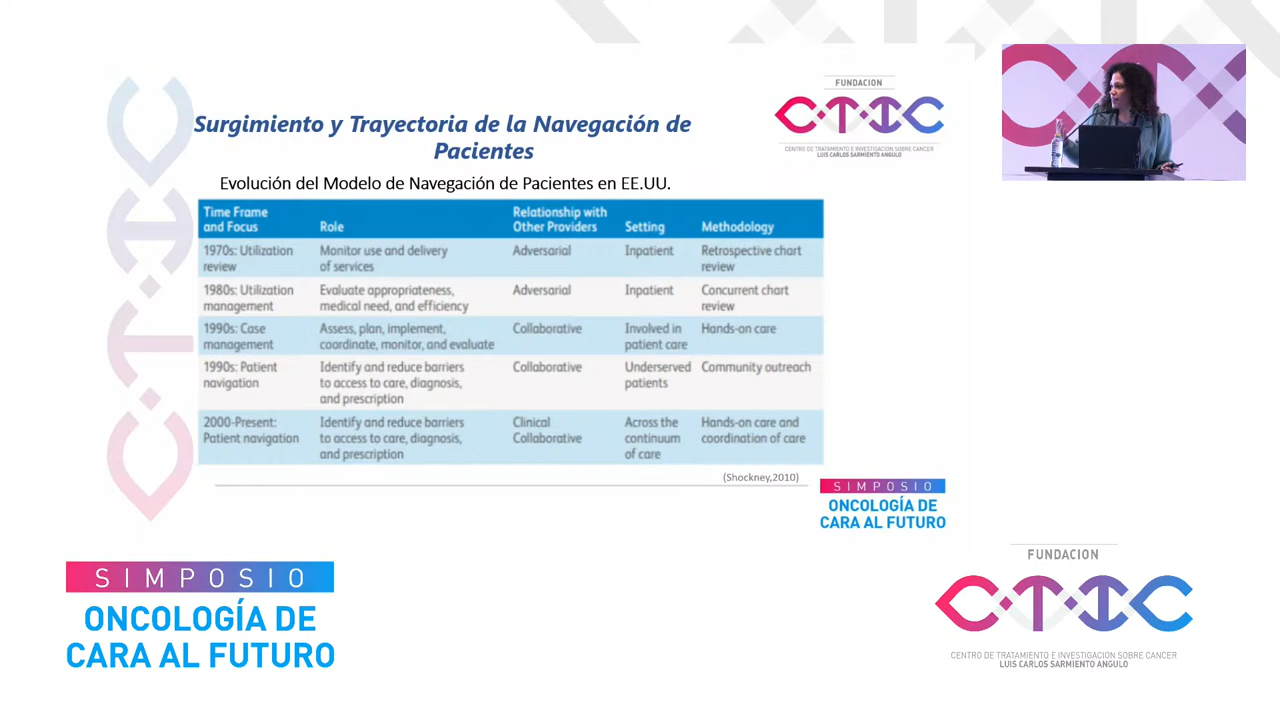 Surgimiento y Trayectoria de la Navegación de
Pacientes
FUNDACION
CTIC
CENTRO DE TRATAMIENTO E INVESTIGACION SOBRE CANCER
LUIS CARLOS SARMIENTO ANGULO
Evolución del Modelo de Navegación de Pacientes en EE.UU.
Time Frame and Focus Role Relationship with Other Providers Setting Methodology
1970s: Utilization review Monitor use and delivery of services Adversarial Inpatient Retrospective chart review
1980s: Utilization management Evaluate appropriateness, medical need, and efficiency Adversarial Inpatient Concurrent chart review
1990s: Case management Assess, plan, implement, coordinate, monitor, and evaluate Collaborative Involved in patient care Hands-on care
1990s: Patient navigation Identify and reduce barriers to access to care, diagnosis, and prescription Collaborative Underserved patients Community outreach
2000-Present: Patient navigation Identify and reduce barriers to access to care, diagnosis, and prescription Clinical Collaborative Across the continuum of care Hands-on care and coordination of care
(Shockney,2010)
SIMPOSIO
ONCOLOGÍA DE
CARA AL FUTURO
CTIC
SIMPOSIO
ONCOLOGÍA DE
CARA AL FUTURO
FUNDACION
CTIC
CENTRO DE TRATAMIENTO E INVESTIGACION SOBRE CANCER
LUIS CARLOS SARMIENTO ANGULO